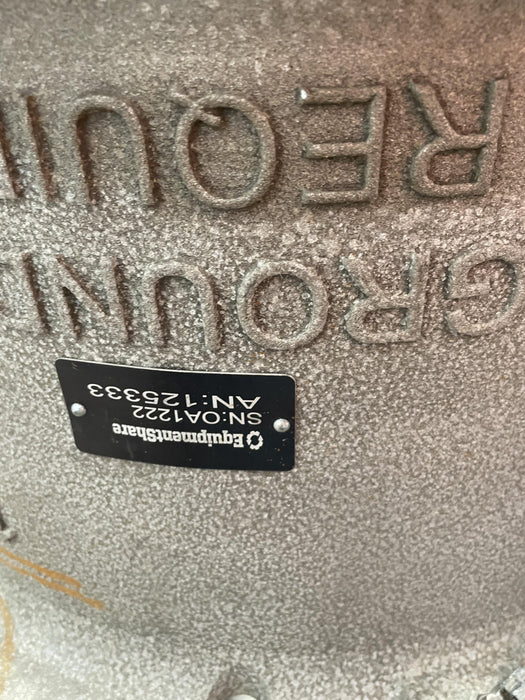 GROUN
REQUI
EquipmentShare
SN:OA1222
AN:125333